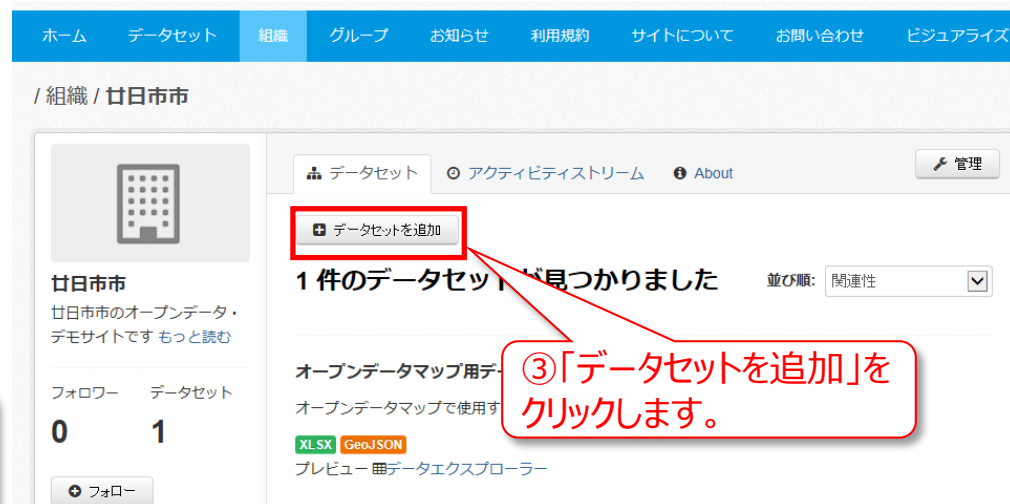 ホーム データセット 組織 グループ お知らせ 利用規約 サイトについて お問い合わせ ビジュアライズ
/ 組織 / 廿日市市
データセット アクティビティストリーム About 管理
データセットを追加
1 件のデータセットが見つかりました 並び順: 関連性
廿日市市
廿日市市のオープンデータ・
デモサイトです もっと読む
フォロワー データセット
0 1
フォロー
オープンデータマップ用デー
オープンデータマップで使用す
XLSX GeoJSON
プレビュー データエクスプローラー
③「データセットを追加」を
クリックします。